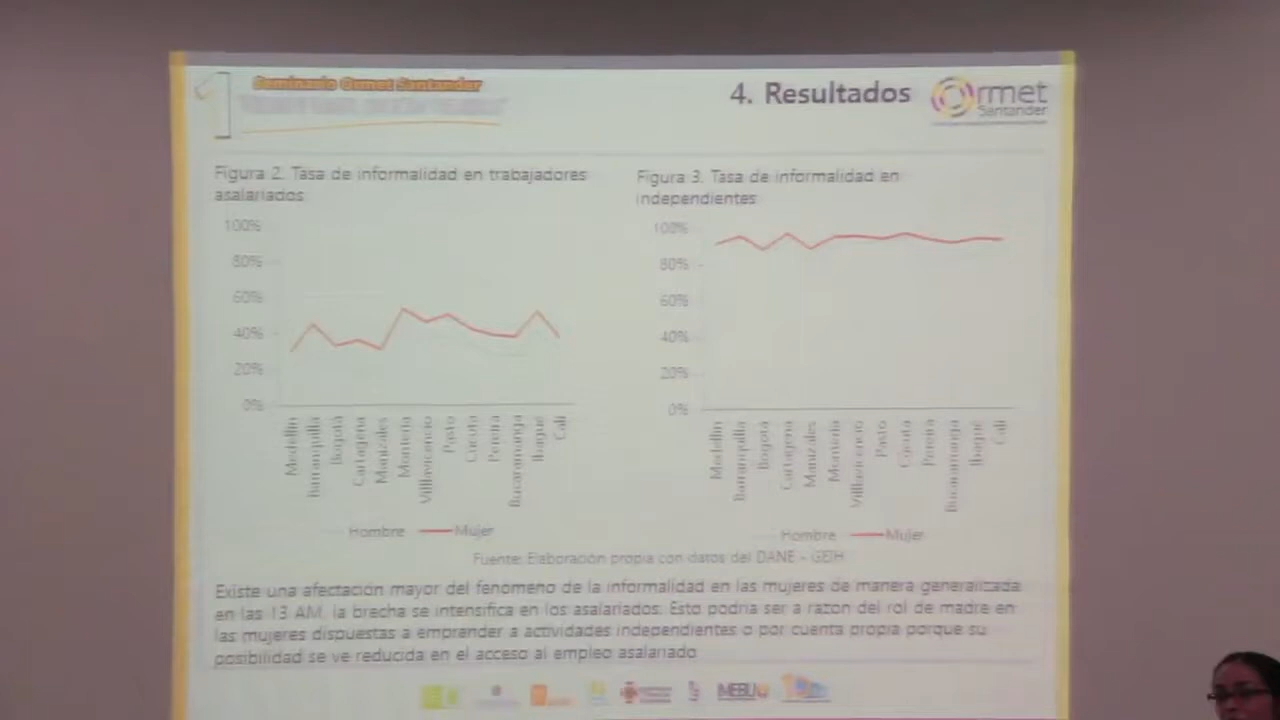 Seminario Ormet Santander
4. Resultados
Ormet
Santander
Figura 2. Tasa de informalidad en trabajadores
asalariados
100%
80%
60%
40%
20%
0%
Medellín
Barranquilla
Bogotá
Cartagena
Manizales
Montería
Villavicencio
Pasto
Cúcuta
Pereira
Bucaramanga
Ibagué
Cali
Hombre
Mujer
Figura 3. Tasa de informalidad en
independientes
100%
80%
60%
40%
20%
0%
Medellín
Barranquilla
Bogotá
Cartagena
Manizales
Montería
Villavicencio
Pasto
Cúcuta
Pereira
Bucaramanga
Ibagué
Cali
Hombre
Mujer
Fuente: Elaboración propia con datos del DANE - GEIH
Existe una afectación mayor del fenomeno de la informalidad en las mujeres de manera generalizada
en las 13 AM, la brecha se intensifica en los asalariados. Esto podría ser a razon del rol de madre en
las mujeres dispuestas a emprender a actividades independientes o por cuenta propia porque su
posibilidad se ve reducida en el acceso al empleo asalariado